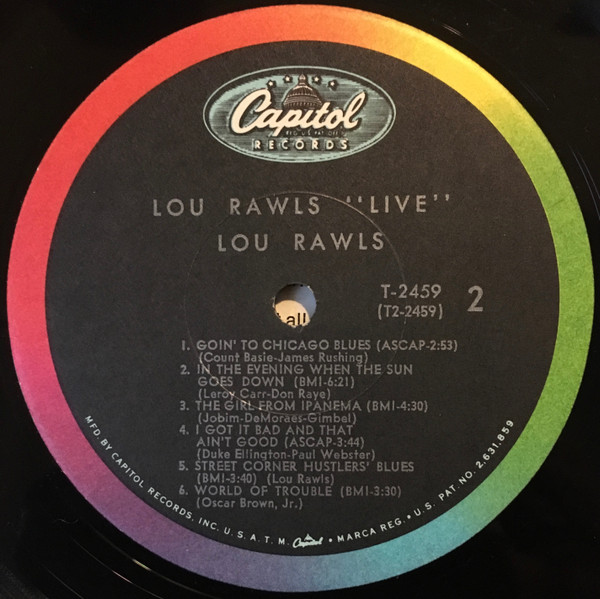 Capitol
REG. U.S. PAT. OFF.
RECORDS
LOU RAWLS "LIVE"
LOU RAWLS
T-2459
(T2-2459)
2
all
1. GOIN' TO CHICAGO BLUES (ASCAP-2:53)
(Count Basie-James Rushing)
2. IN THE EVENING WHEN THE SUN
GOES DOWN (BMI-6:21)
(Leroy Carr-Don Raye)
3. THE GIRL FROM IPANEMA (BMI-4:30)
(Jobim-DeMoraes-Gimbel)
4. I GOT IT BAD AND THAT
AIN'T GOOD (ASCAP-3:44)
(Duke Ellington-Paul Webster)
5. STREET CORNER HUSTLERS' BLUES
(BMI-3:40) (Lou Rawls)
6. WORLD OF TROUBLE (BMI-3:30)
(Oscar Brown, Jr.)
MFD BY CAPITOL RECORDS, INC. U.S.A. T.M. Capitol • MARCA REG. • U.S. PAT. NO. 2,631,859